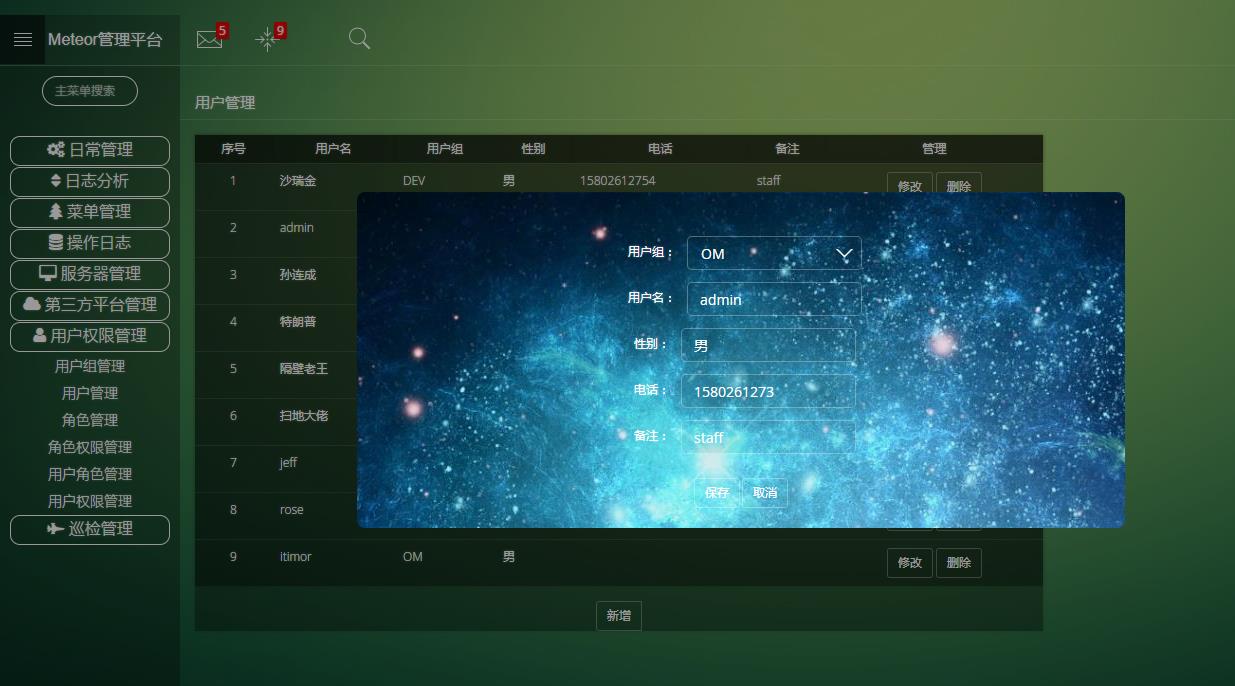 Meteor管理平台
5
9
主菜单搜索
日常管理
日志分析
菜单管理
操作日志
服务器管理
第三方平台管理
用户权限管理
用户组管理
用户管理
角色管理
角色权限管理
用户角色管理
用户权限管理
巡检管理
用户管理
序号 用户名 用户组 性别 电话 备注 管理
1 沙瑞金 DEV 男 15802612754 staff 修改 删除
2 admin
3 孙连成
4 特朗普
5 隔壁老王
6 扫地大佬
7 jeff
8 rose
9 itimor OM 男 修改 删除
新增
用户组： OM
用户名： admin
性别： 男
电话： 1580261273
备注： staff
保存 取消